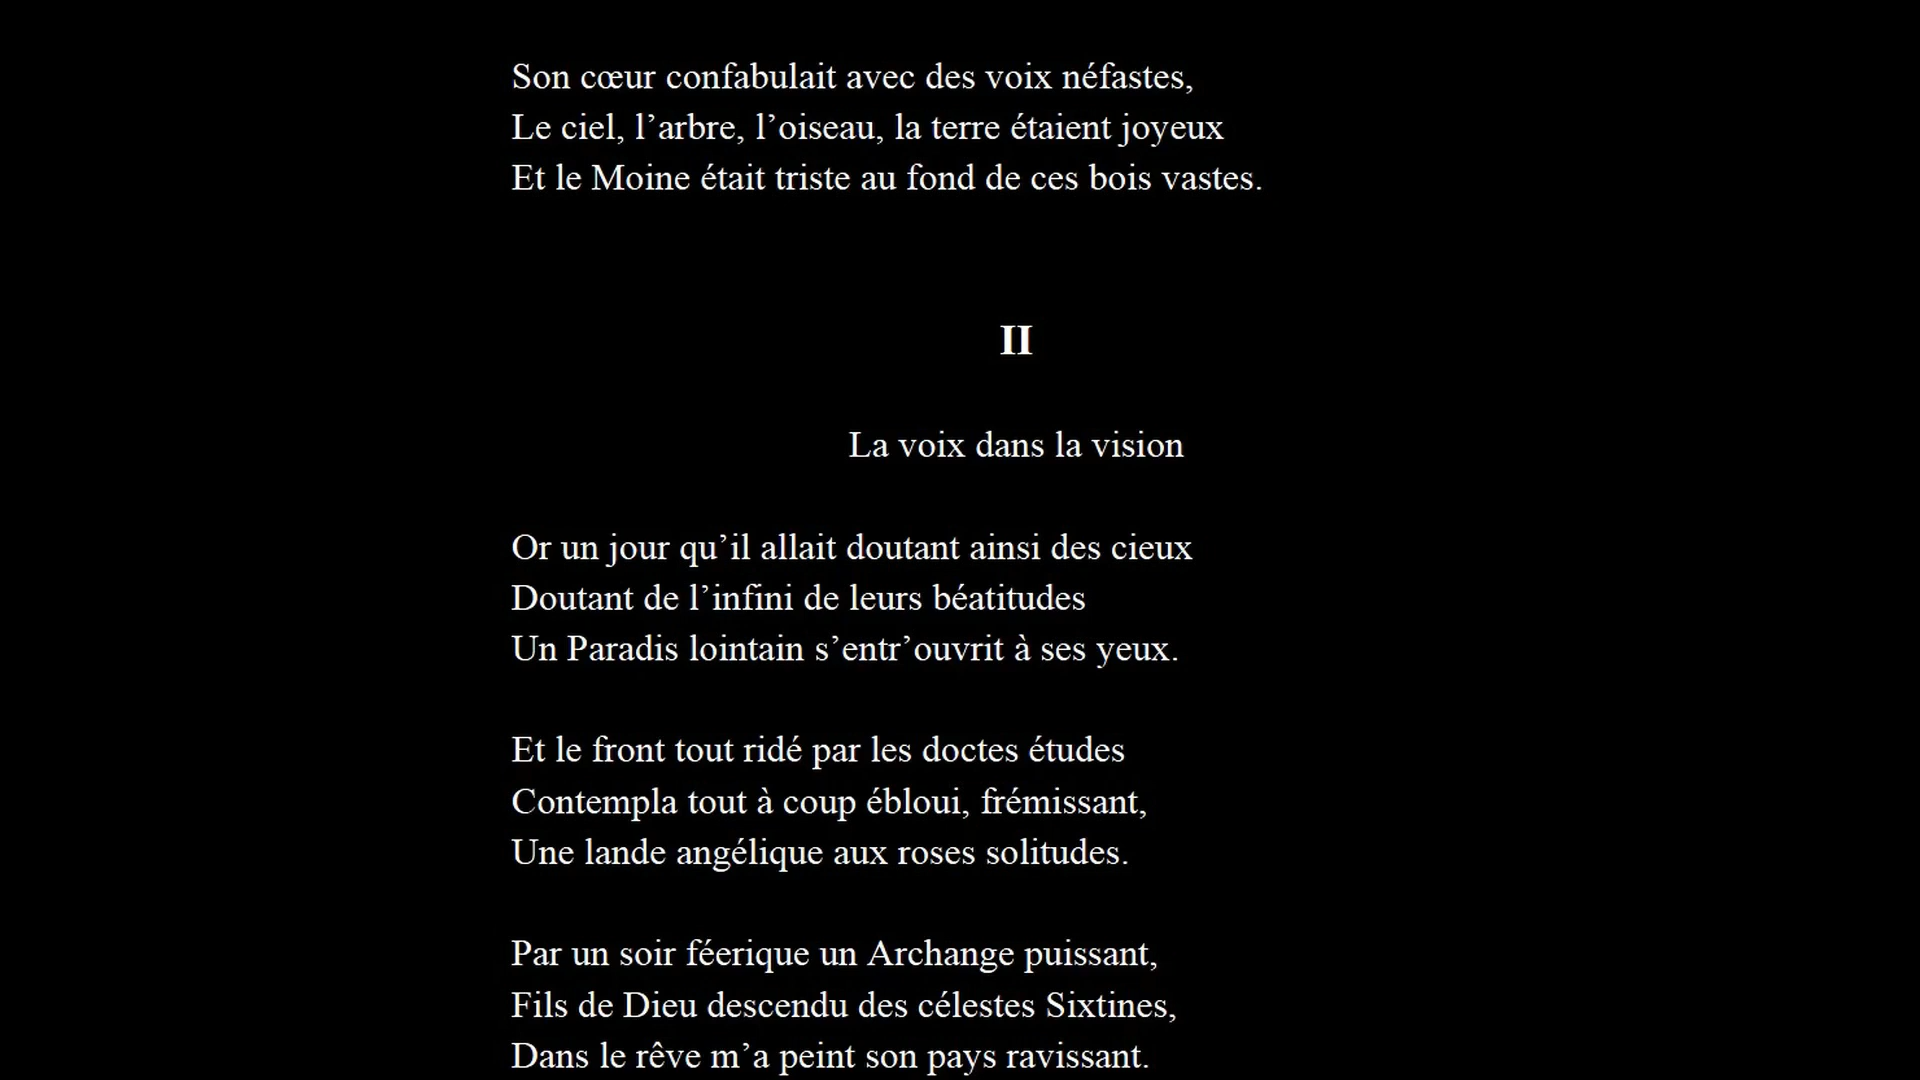 Son cœur confabulait avec des voix néfastes,
Le ciel, l’arbre, l’oiseau, la terre étaient joyeux
Et le Moine était triste au fond de ces bois vastes.
II
La voix dans la vision
Or un jour qu’il allait doutant ainsi des cieux
Doutant de l’infini de leurs béatitudes
Un Paradis lointain s’entr’ouvrit à ses yeux.
Et le front tout ridé par les doctes études
Contempla tout à coup ébloui, frémissant,
Une lande angélique aux roses solitudes.
Par un soir féerique un Archange puissant,
Fils de Dieu descendu des célestes Sixtines,
Dans le rêve m’a peint son pays ravissant.